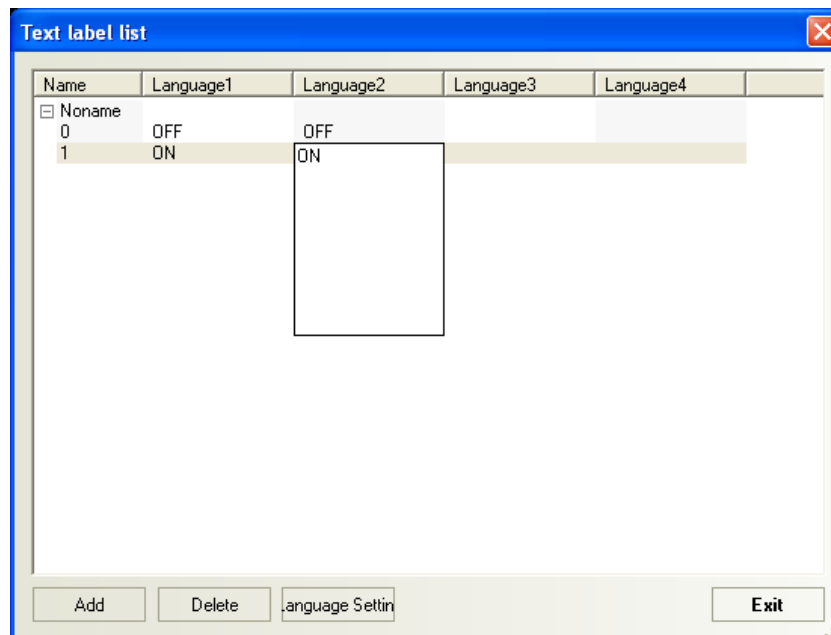 Text label list
Name Language1 Language2 Language3 Language4
Noname
0 OFF OFF
1 ON ON
Add Delete Language Settin Exit